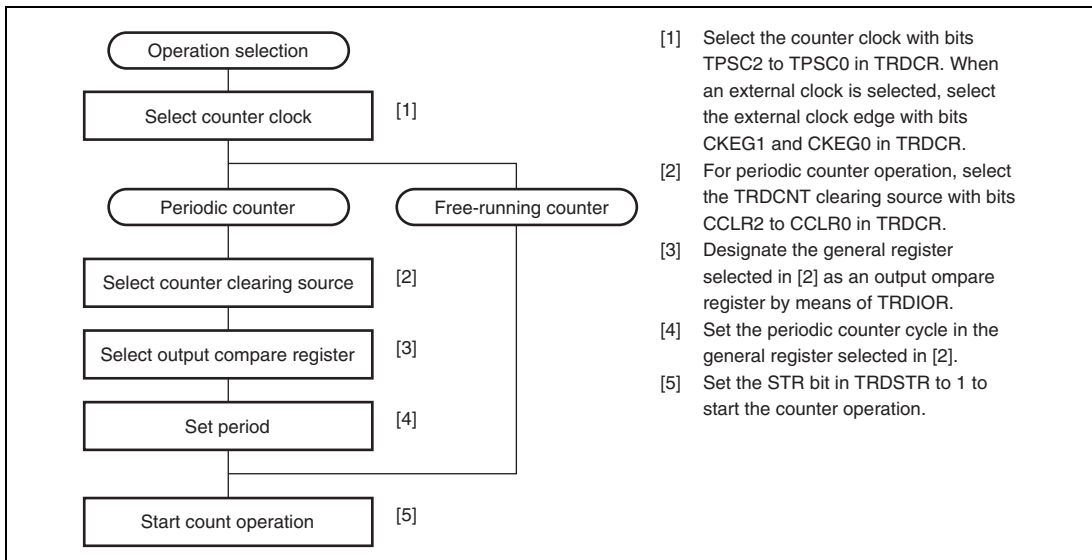 Operation selection
Select counter clock
[1]
Periodic counter
Free-running counter
Select counter clearing source
[2]
Select output compare register
[3]
Set period
[4]
Start count operation
[5]
[1] Select the counter clock with bits
TPSC2 to TPSC0 in TRDCR. When
an external clock is selected, select
the external clock edge with bits
CKEG1 and CKEG0 in TRDCR.
[2] For periodic counter operation, select
the TRDCNT clearing source with bits
CCLR2 to CCLR0 in TRDCR.
[3] Designate the general register
selected in [2] as an output ompare
register by means of TRDIOR.
[4] Set the periodic counter cycle in the
general register selected in [2].
[5] Set the STR bit in TRDSTR to 1 to
start the counter operation.